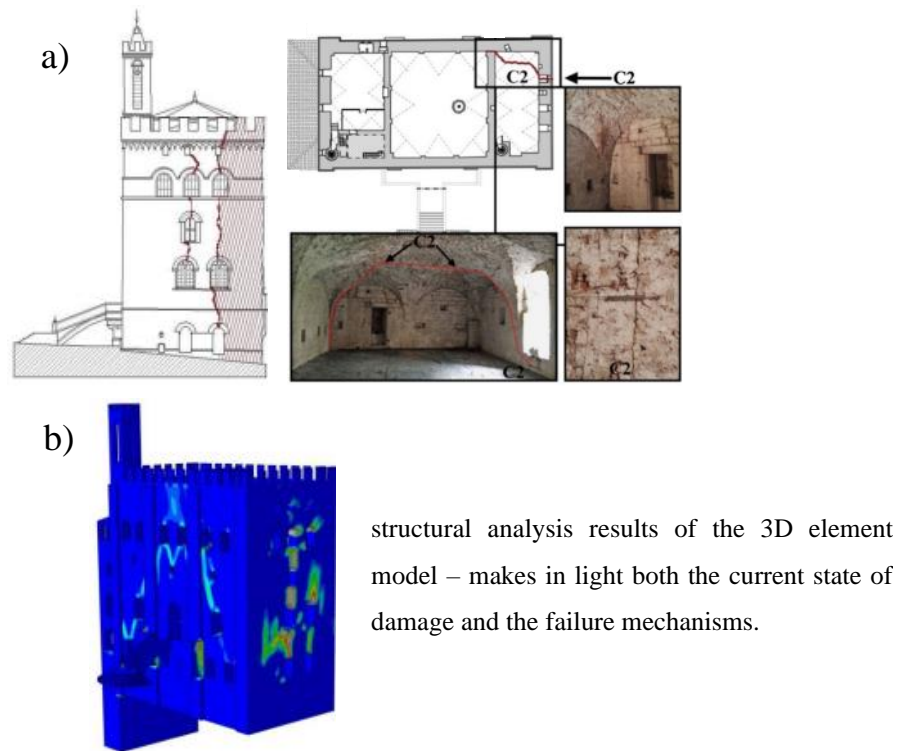 a)
C2
C2
C2
C2
C2
b)
structural analysis results of the 3D element
model – makes in light both the current state of
damage and the failure mechanisms.